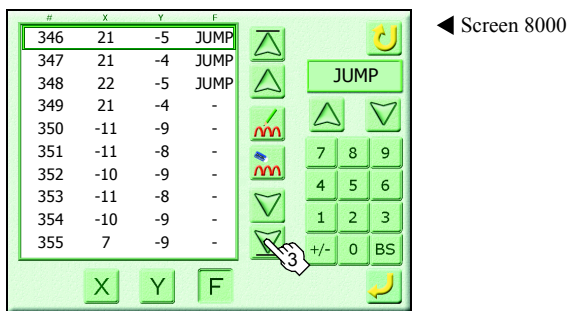 ◀ Screen 8000
# X Y F
346 21 -5 JUMP
347 21 -4 JUMP
348 22 -5 JUMP
349 21 -4 -
350 -11 -9 -
351 -11 -8 -
352 -10 -9 -
353 -11 -8 -
354 -10 -9 -
355 7 -9 -
JUMP
7 8 9
4 5 6
1 2 3
+/- 0 BS
3
X Y F